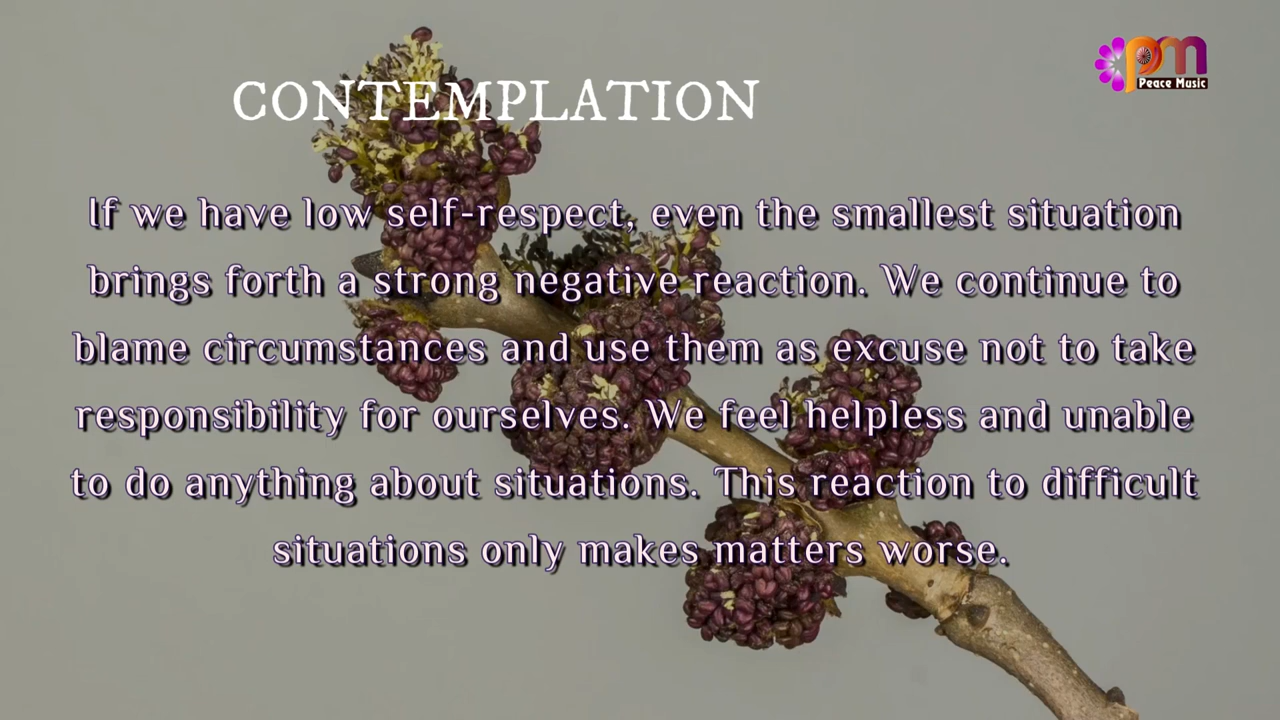 CONTEMPLATION
pm
Peace Music
If we have low self-respect, even the smallest situation
brings forth a strong negative reaction. We continue to
blame circumstances and use them as excuse not to take
responsibility for ourselves. We feel helpless and unable
to do anything about situations. This reaction to difficult
situations only makes matters worse.